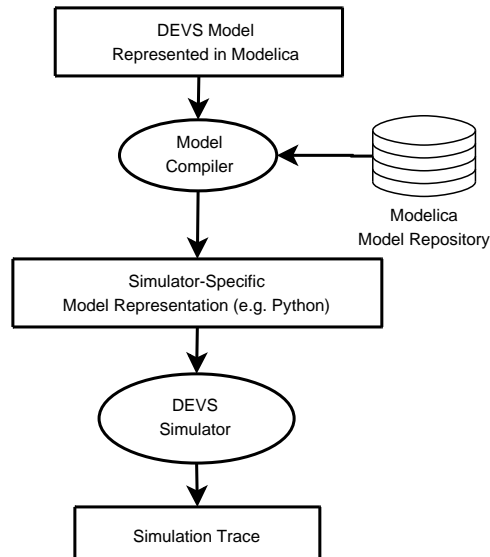 DEVS Model
Represented in Modelica
Model
Compiler
Modelica
Model Repository
Simulator-Specific
Model Representation (e.g. Python)
DEVS
Simulator
Simulation Trace